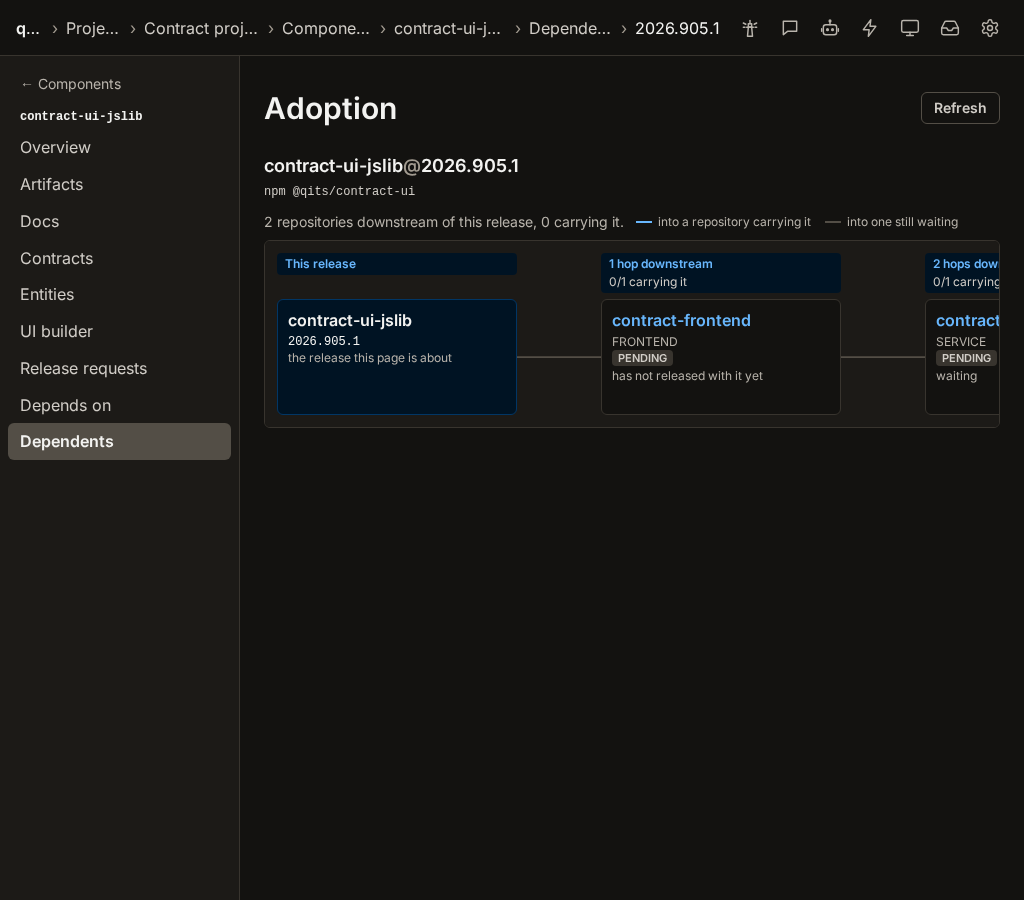 q... › Proje... › Contract proj... › Compone... › contract-ui-j... › Depende... › 2026.905.1
← Components
contract-ui-jslib
Overview
Artifacts
Docs
Contracts
Entities
UI builder
Release requests
Depends on
Dependents
Adoption
Refresh
contract-ui-jslib@2026.905.1
npm @qits/contract-ui
2 repositories downstream of this release, 0 carrying it.
into a repository carrying it
into one still waiting
This release
contract-ui-jslib
2026.905.1
the release this page is about
1 hop downstream
0/1 carrying it
contract-frontend
FRONTEND
PENDING
has not released with it yet
2 hops dow
0/1 carrying
contract
SERVICE
PENDING
waiting